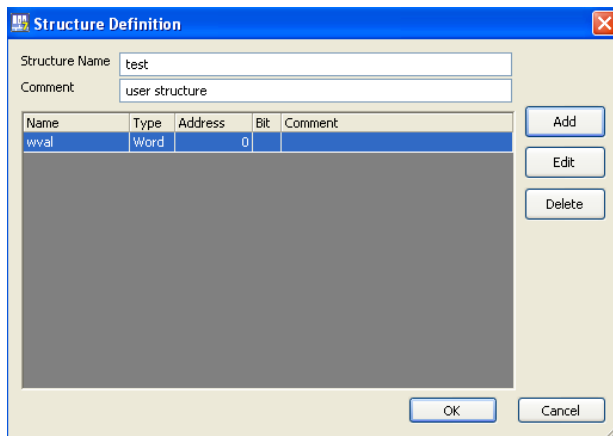 Structure Definition
Structure Name test
Comment user structure
Name Type Address Bit Comment
wval Word 0
Add
Edit
Delete
OK Cancel